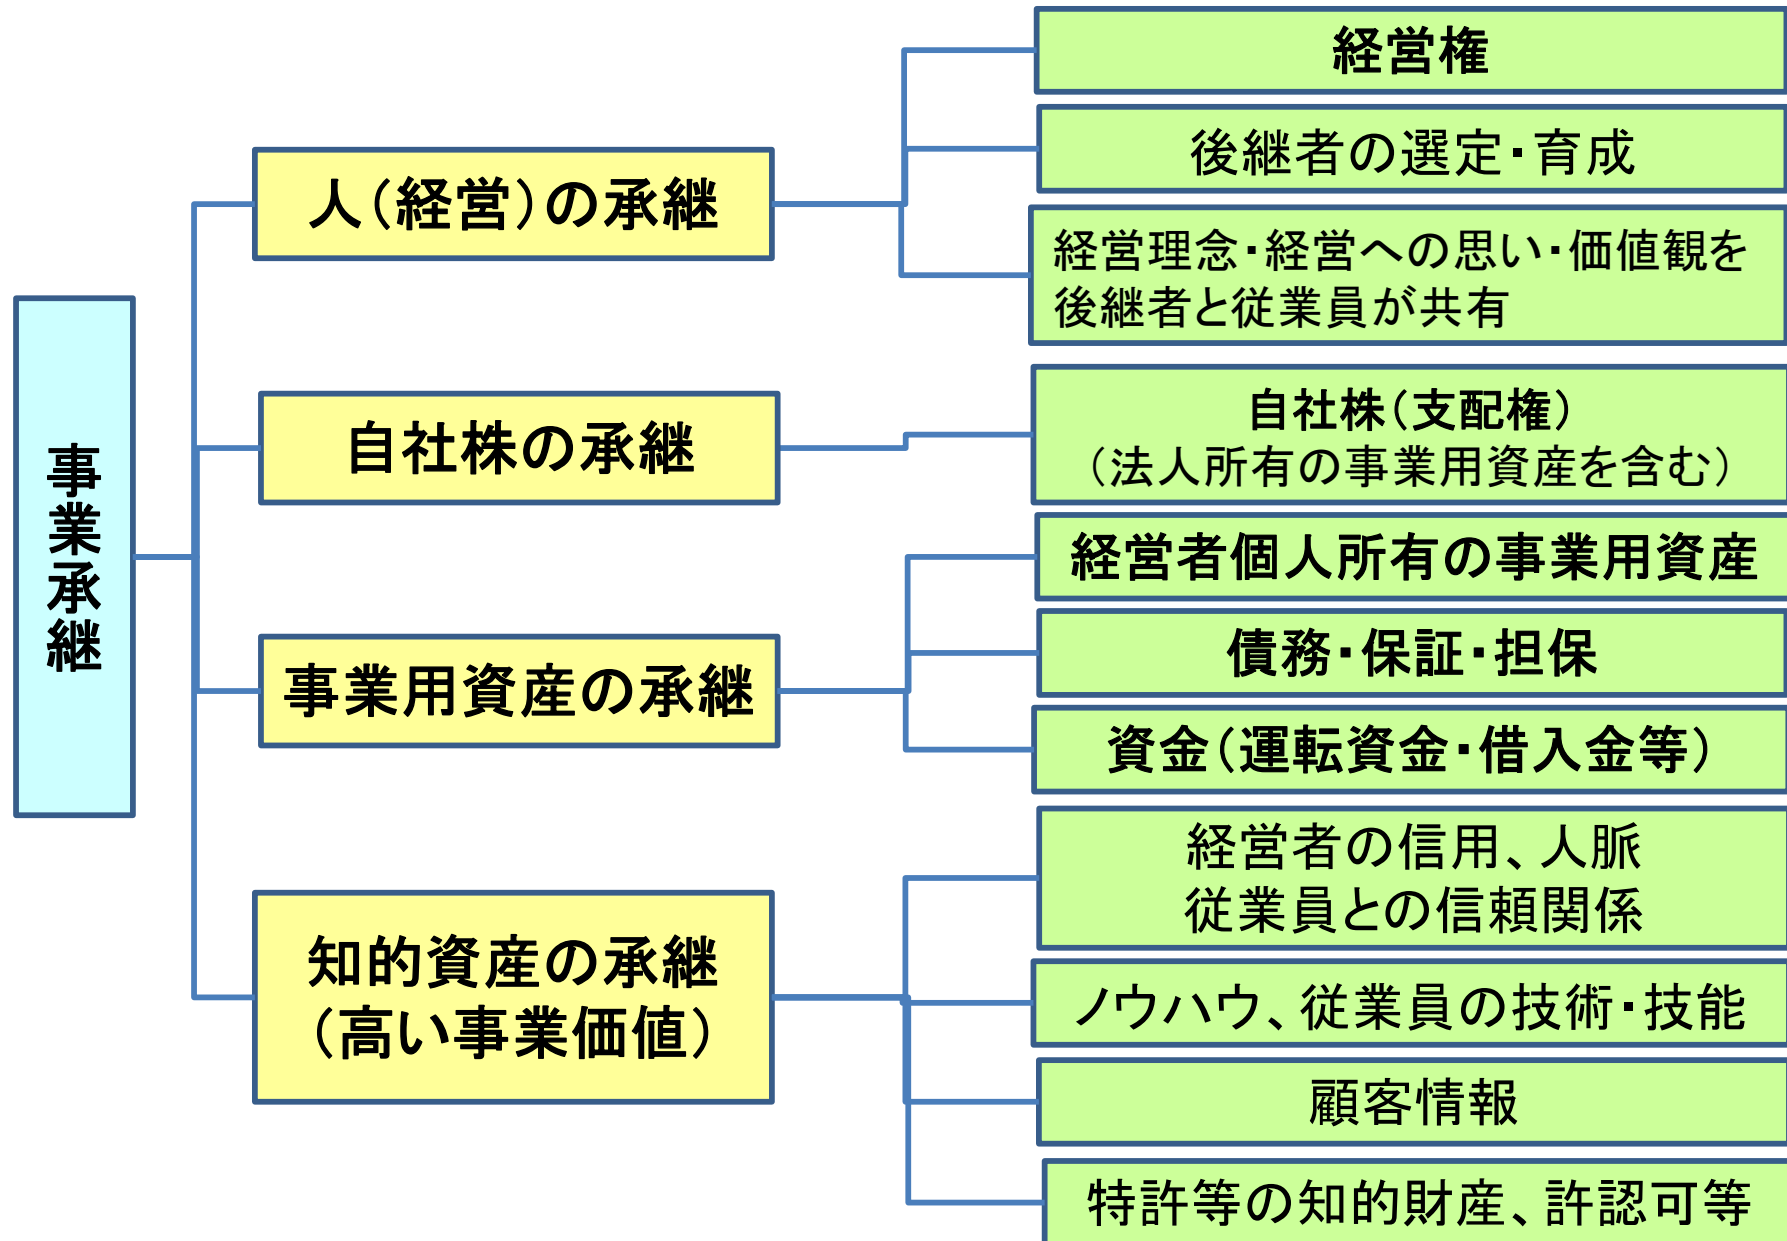 事業承継
人（経営）の承継
経営権
後継者の選定・育成
経営理念・経営への思い・価値観を
後継者と従業員が共有
自社株の承継
自社株（支配権）
（法人所有の事業用資産を含む）
事業用資産の承継
経営者個人所有の事業用資産
債務・保証・担保
資金（運転資金・借入金等）
知的資産の承継
（高い事業価値）
経営者の信用、人脈
従業員との信頼関係
ノウハウ、従業員の技術・技能
顧客情報
特許等の知的財産、許認可等